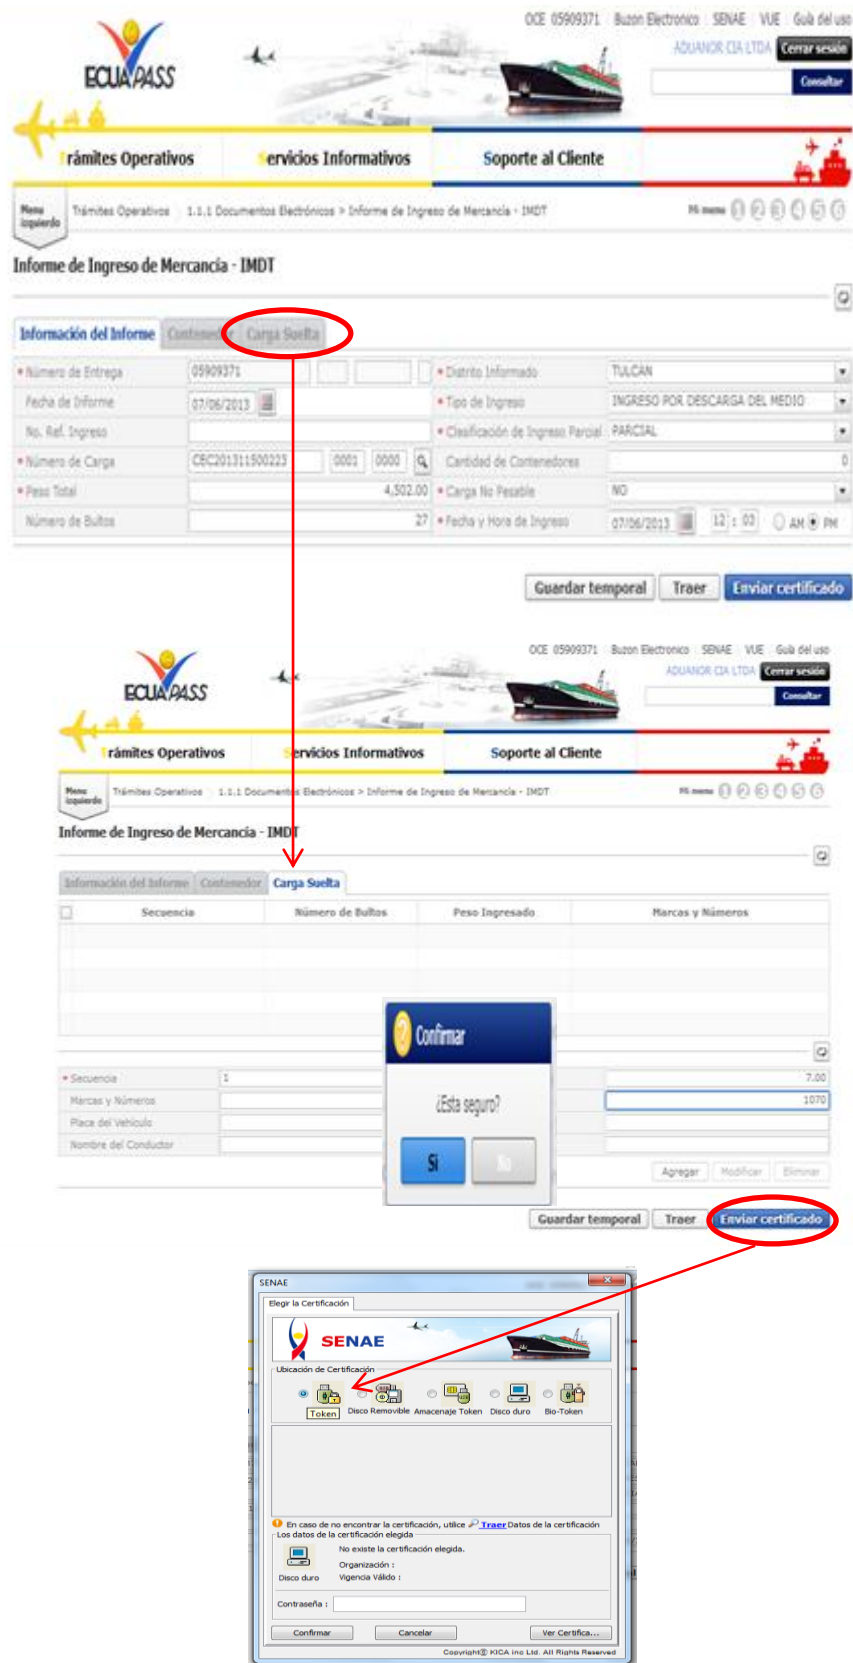 OCE 05909371 Buzon Electronico SENAE VUE Guía del uso
ADUANOR CIA LTDA Cerrar sesión
ECUAPASS
Consultar
Trámites Operativos Servicios Informativos Soporte al Cliente
Menu izquierdo Trámites Operativos 1.1.1 Documentos Electrónicos > Informe de Ingreso de Mercancía - IMDT Mi menu 1 2 3 4 5 6
Informe de Ingreso de Mercancía - IMDT
Información del Informe Contenedor Carga Suelta
* Número de Entrega 05909371 * Distrito Informado TULCAN
Fecha de Informe 07/06/2013 * Tipo de Ingreso INGRESO POR DESCARGA DEL MEDIO
No. Ref. Ingreso * Clasificación de Ingreso Parcial PARCIAL
* Número de Carga CEC201311500223 0001 0000 Cantidad de Contenedores 0
* Peso Total 4,502.00 * Carga No Pesable NO
Número de Bultos 27 * Fecha y Hora de Ingreso 07/06/2013 12 : 03 AM PM
Guardar temporal Traer Enviar certificado
OCE 05909371 Buzon Electronico SENAE VUE Guía del uso
ADUANOR CIA LTDA Cerrar sesión
ECUAPASS
Consultar
Trámites Operativos Servicios Informativos Soporte al Cliente
Menu izquierdo Trámites Operativos 1.1.1 Documentos Electrónicos > Informe de Ingreso de Mercancía - IMDT Mi menu 1 2 3 4 5 6
Informe de Ingreso de Mercancía - IMDT
Información del Informe Contenedor Carga Suelta
Secuencia Número de Bultos Peso Ingresado Marcas y Números
? Confirmar
¿Esta seguro?
Si No
* Secuencia 1 7.00
Marcas y Números 1070
Placa del Vehículo
Nombre del Conductor
Agregar Modificar Eliminar
Guardar temporal Traer Enviar certificado
SENAE
Elegir la Certificación
SENAE
Ubicación de Certificación
Token Disco Removible Amacenaje Token Disco duro Bio-Token
En caso de no encontrar la certificación, utilice Traer Datos de la certificación
Los datos de la certificación elegida
No existe la certificación elegida.
Organización :
Disco duro Vigencia Válido :
Contraseña :
Confirmar Cancelar Ver Certifica...
Copyright® KICA inc Ltd. All Rights Reserved